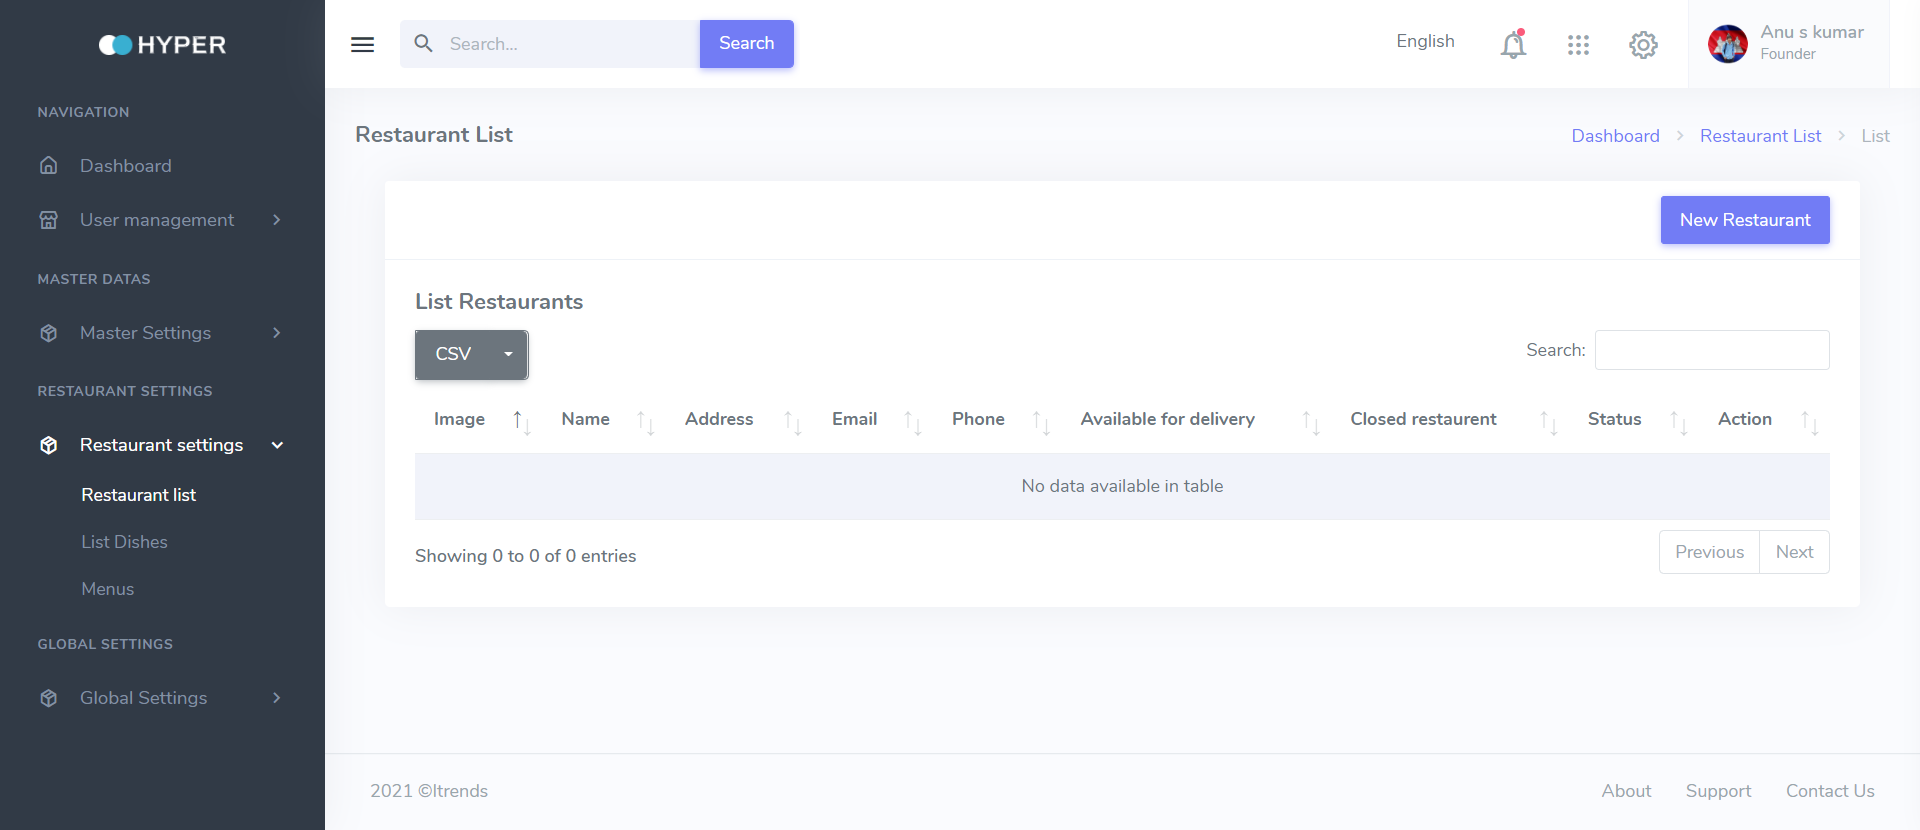 HYPER
NAVIGATION
Dashboard
User management
MASTER DATAS
Master Settings
RESTAURANT SETTINGS
Restaurant settings
Restaurant list
List Dishes
Menus
GLOBAL SETTINGS
Global Settings
Search... Search
English
Anu s kumar
Founder
Restaurant List
Dashboard > Restaurant List > List
New Restaurant
List Restaurants
CSV
Search:
Image Name Address Email Phone Available for delivery Closed restaurent Status Action
No data available in table
Showing 0 to 0 of 0 entries
Previous Next
2021 ©Itrends
About Support Contact Us